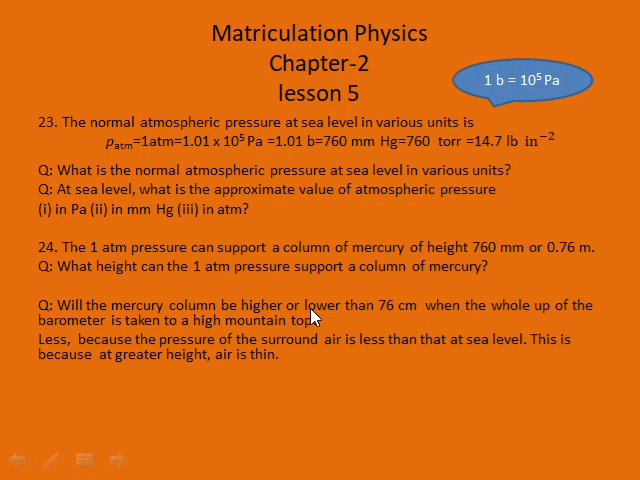 Matriculation Physics
Chapter-2
lesson 5
1 b = 10⁵ Pa
23. The normal atmospheric pressure at sea level in various units is
pₐₜₘ=1atm=1.01 x 10⁵ Pa =1.01 b=760 mm Hg=760 torr =14.7 lb in⁻²
Q: What is the normal atmospheric pressure at sea level in various units?
Q: At sea level, what is the approximate value of atmospheric pressure
(i) in Pa (ii) in mm Hg (iii) in atm?
24. The 1 atm pressure can support a column of mercury of height 760 mm or 0.76 m.
Q: What height can the 1 atm pressure support a column of mercury?
Q: Will the mercury column be higher or lower than 76 cm when the whole up of the
barometer is taken to a high mountain top?
Less, because the pressure of the surround air is less than that at sea level. This is
because at greater height, air is thin.